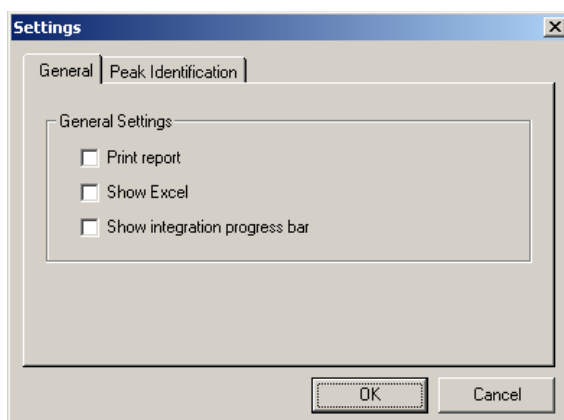 Settings
General Peak Identification
General Settings
Print report
Show Excel
Show integration progress bar
OK Cancel